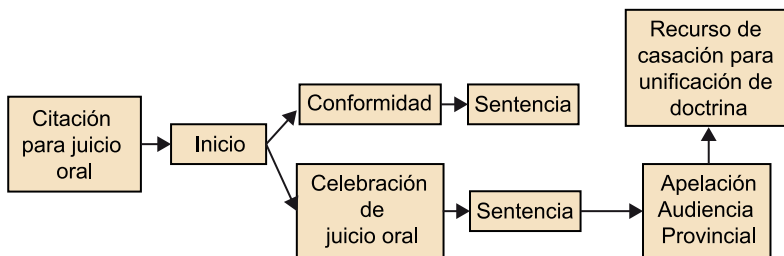 Citación
para juicio
oral
Inicio
Conformidad
Sentencia
Celebración
de
juicio oral
Sentencia
Apelación
Audiencia
Provincial
Recurso de
casación para
unificación de
doctrina